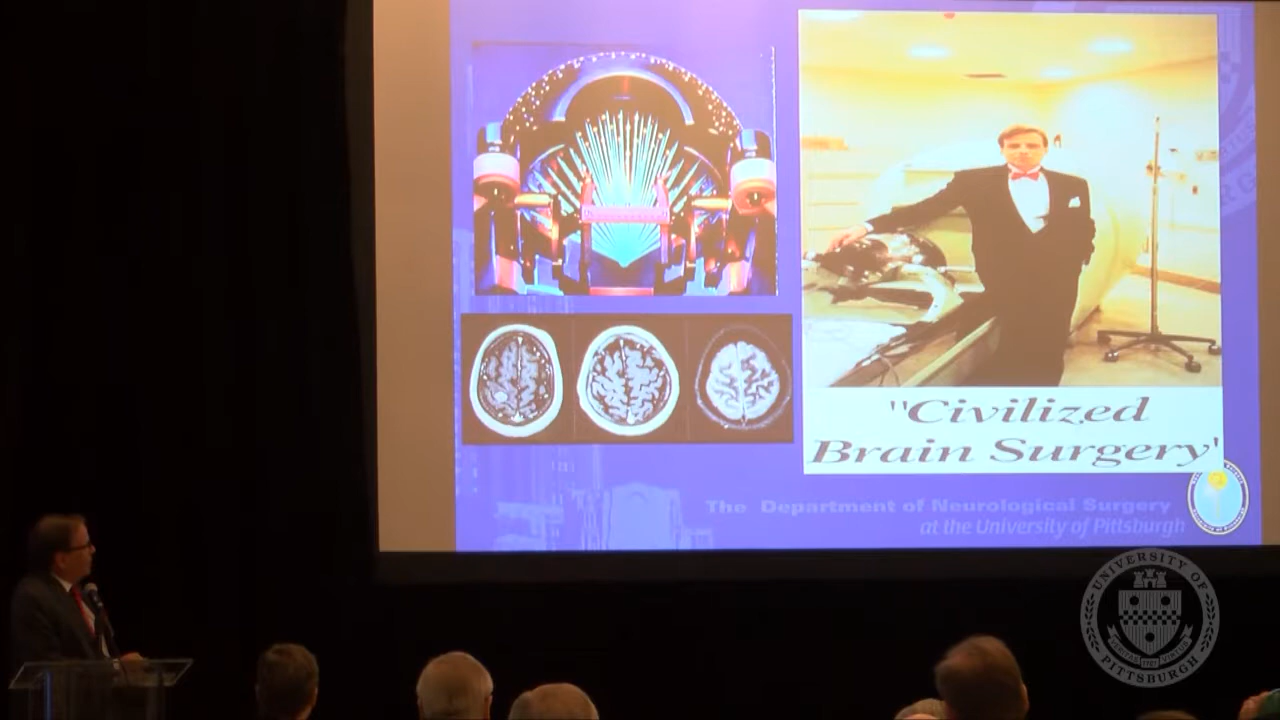 "Civilized
Brain Surgery"
The Department of Neurological Surgery
at the University of Pittsburgh
UNIVERSITY OF
PITTSBURGH